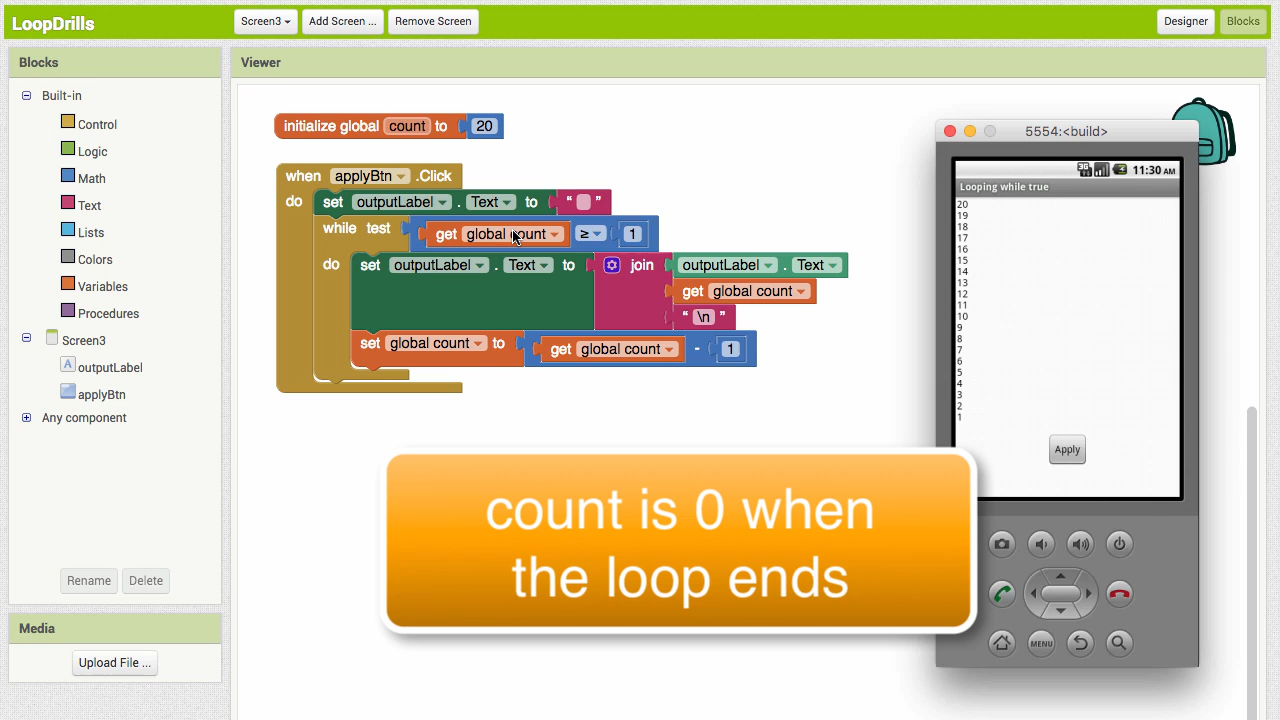 LoopDrills
Screen3
Add Screen ...
Remove Screen
Designer
Blocks
Blocks
Built-in
Control
Logic
Math
Text
Lists
Colors
Variables
Procedures
Screen3
outputLabel
applyBtn
Any component
Rename
Delete
Media
Upload File ...
Viewer
initialize global count to 20
when applyBtn .Click
do set outputLabel . Text to “ ”
while test get global count ≥ 1
do set outputLabel . Text to join outputLabel . Text
get global count
“ \n ”
set global count to get global count - 1
count is 0 when
the loop ends
5554:<build>
3G
11:30 AM
Looping while true
20
19
18
17
16
15
14
13
12
11
10
9
8
7
6
5
4
3
2
1
Apply
MENU